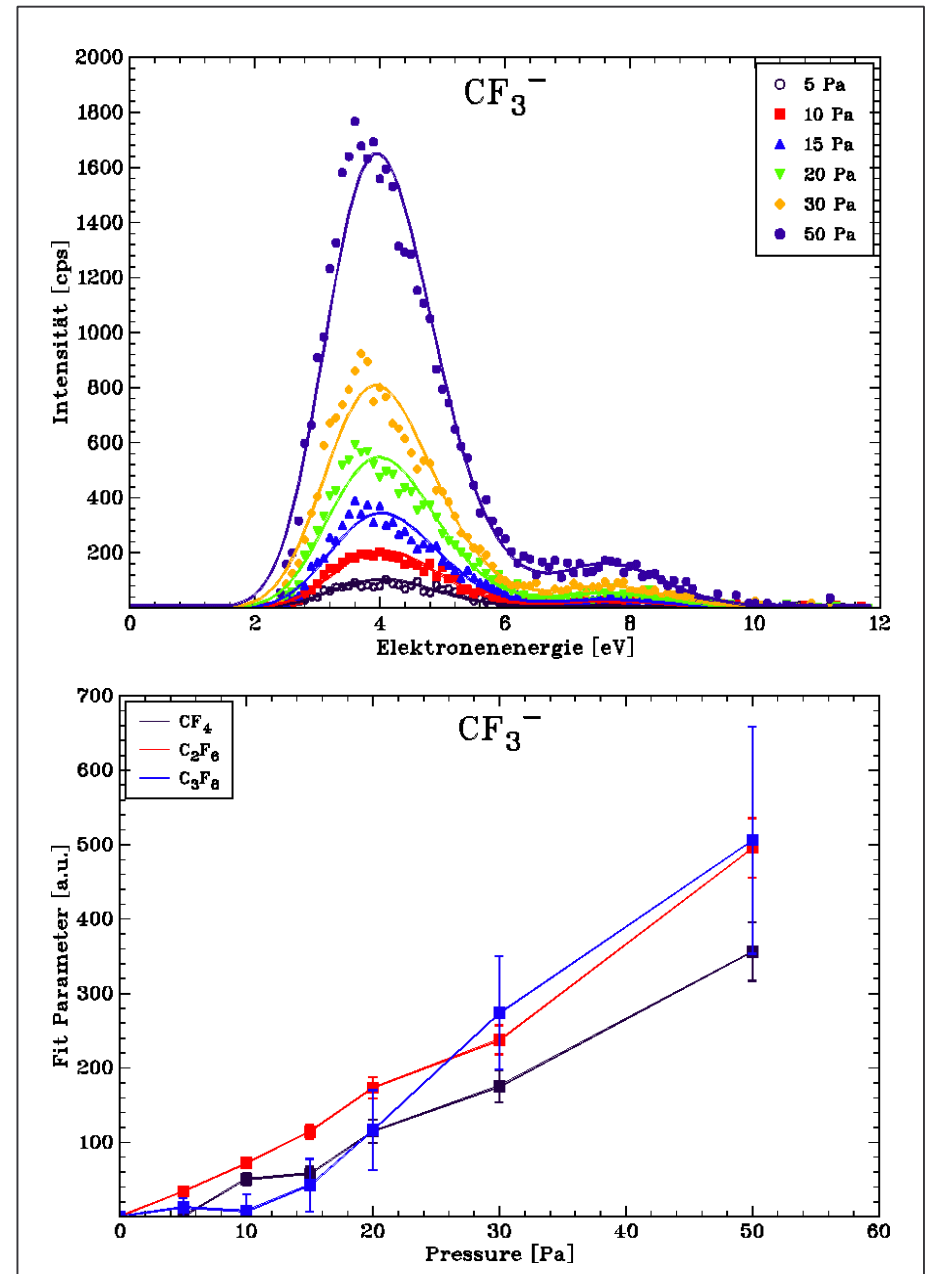 CF₃⁻
2000
1800
1600
1400
1200
1000
800
600
400
200
Intensität [cps]
5 Pa
10 Pa
15 Pa
20 Pa
30 Pa
50 Pa
0 2 4 6 8 10 12
Elektronenenergie [eV]
CF₃⁻
700
600
500
400
300
200
100
Fit Parameter [a.u.]
CF₄
C₂F₆
C₃F₈
0 10 20 30 40 50 60
Pressure [Pa]